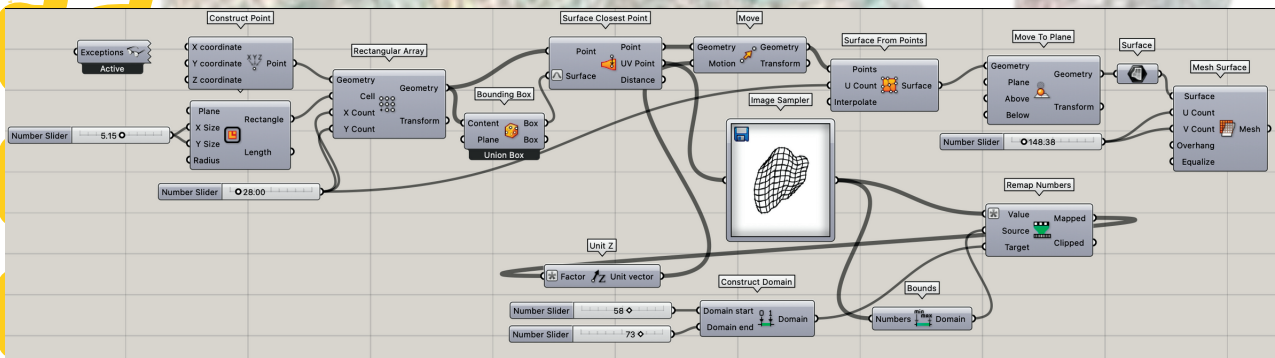 Construct Point
Exceptions
Active
X coordinate
Y coordinate
Z coordinate
XYZ
Point
Number Slider
5.15
Plane
X Size
Y Size
Radius
Rectangle
Length
Number Slider
28.00
Rectangular Array
Geometry
Cell
X Count
Y Count
Geometry
Transform
Bounding Box
Content
Plane
Box
Box
Union Box
Surface Closest Point
Point
Surface
Point
UV Point
Distance
Move
Geometry
Motion
Geometry
Transform
Image Sampler
Surface From Points
Points
U Count
Interpolate
Surface
Move To Plane
Geometry
Plane
Above
Below
Geometry
Transform
Surface
Mesh Surface
Surface
U Count
V Count
Overhang
Equalize
Mesh
Number Slider
148.38
Remap Numbers
Value
Source
Target
Mapped
Clipped
Unit Z
Factor
Z
Unit vector
Construct Domain
Number Slider
58
Number Slider
73
Domain start
Domain end
0 1
Domain
Bounds
Numbers
min
max
Domain